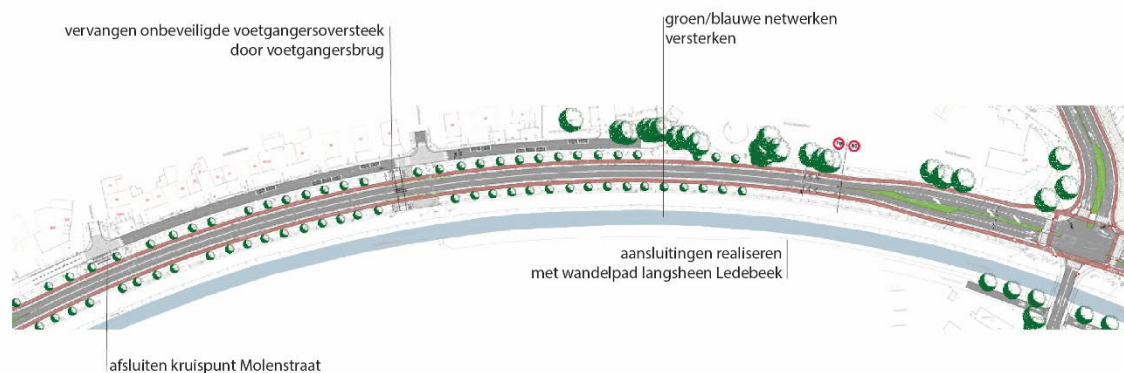 vervangen onbeveiligde voetgangersoversteek
door voetgangersbrug
groen/blauwe netwerken
versterken
aansluitingen realiseren
met wandelpad langsheen Ledebeek
afsluiten kruispunt Molenstraat